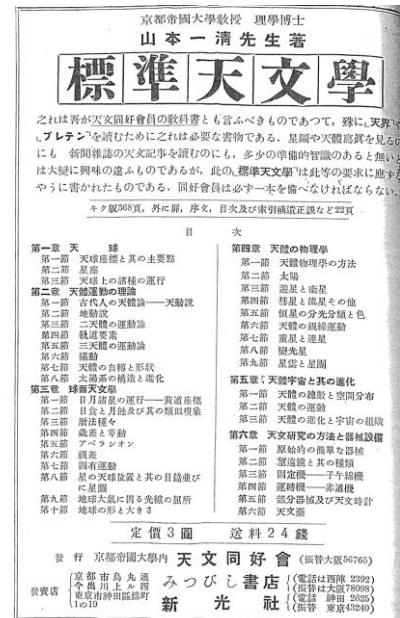 京都帝國大學敎授　理學博士
山本一淸先生著
標準天文學
之れは吾が天文同好會員の敎科書とも言ふべきものであつて，殊に「天界」や
「ブレテン」を讀むためにこれは必要な書物である．星圖や天體寫眞を見るの
にも　新聞雜誌の天文記事を讀むのにも，多少の準備的智識のあると無いと
は大變に興味の違ふものであるが，此の「標準天文學」は此等の要求に應ずる
やうに書かれたものである．同好會員は必ず一本を備へなければならない．
キク版368頁，外に扉，序文，目次及び索引補遺正誤など22頁
目　次
第一章　天　球
第一節　天球座標と其の主要點
第二節　星座
第三節　天球上の諸種の運行
第二章　天體運動の理論
第一節　古代人の天體論——天動說
第二節　地動說
第三節　二天體の運動論
第四節　軌道要素
第五節　三天體の運動論
第六節　攝動
第七節　天體の自轉と形狀
第八節　太陽系の構造と進化
第三章　球面天文學
第一節　日月諸星の運行——黃道座標
第二節　日食と月蝕及び其の類似現象
第三節　曆法種々
第四節　歲差と章動
第五節　アベラシオン
第六節　視差
第七節　固有運動
第八節　星の天球位置と其の目錄並び
に星圖
第九節　地球大氣に因る光線の屈折
第十節　地球の形と大きさ
第四章　天體の物理學
第一節　天體物理學の方法
第二節　太陽
第三節　遊星と衞星
第四節　彗星と流星その他
第五節　恒星の分光分類と色
第六節　天體の視線運動
第七節　重星と連星
第八節　變光星
第九節　星雲と星團
第五章　天體宇宙と其の進化
第一節　天體の總數と空間分布
第二節　天體の運動
第三節　天體の進化と宇宙の組織
第六章　天文硏究の方法と器械設備
第一節　原始的の簡單な器械
第二節　望遠鏡と其の種類
第三節　固定機——子午線機
第四節　運轉機——赤道機
第五節　部分器械及び天文時計
第六節　天文臺
定價3圓　送料24錢
發行　京都帝國大學內　天文同好會　(振替大阪56765)
發賣店　京都市烏丸通今出川上ル西　みつびし書店　(電話は西陣 2392)(振替は大阪78098)
東京市神田區錦町1の19　新光社　(電話　神田 2625)(振替　東京43240)